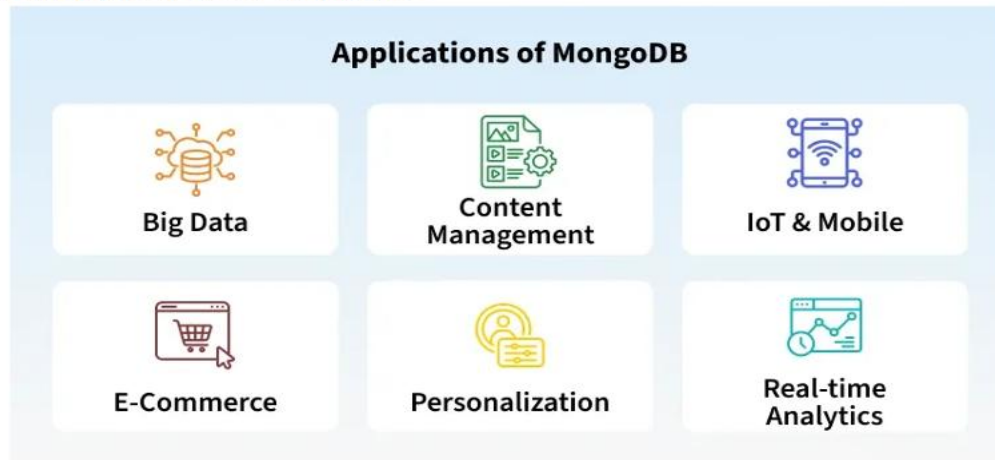 Applications of MongoDB
Big Data
Content
Management
IoT & Mobile
E-Commerce
Personalization
Real-time
Analytics